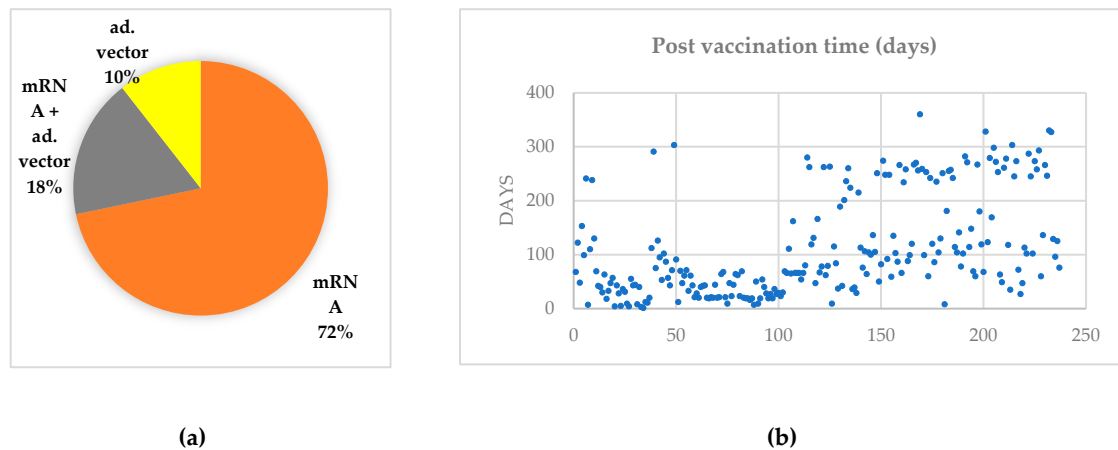 ad.
vector
10%
mRN
A +
ad.
vector
18%
mRN
A
72%
Post vaccination time (days)
400
300
200
100
0
DAYS
0 50 100 150 200 250
(a) (b)